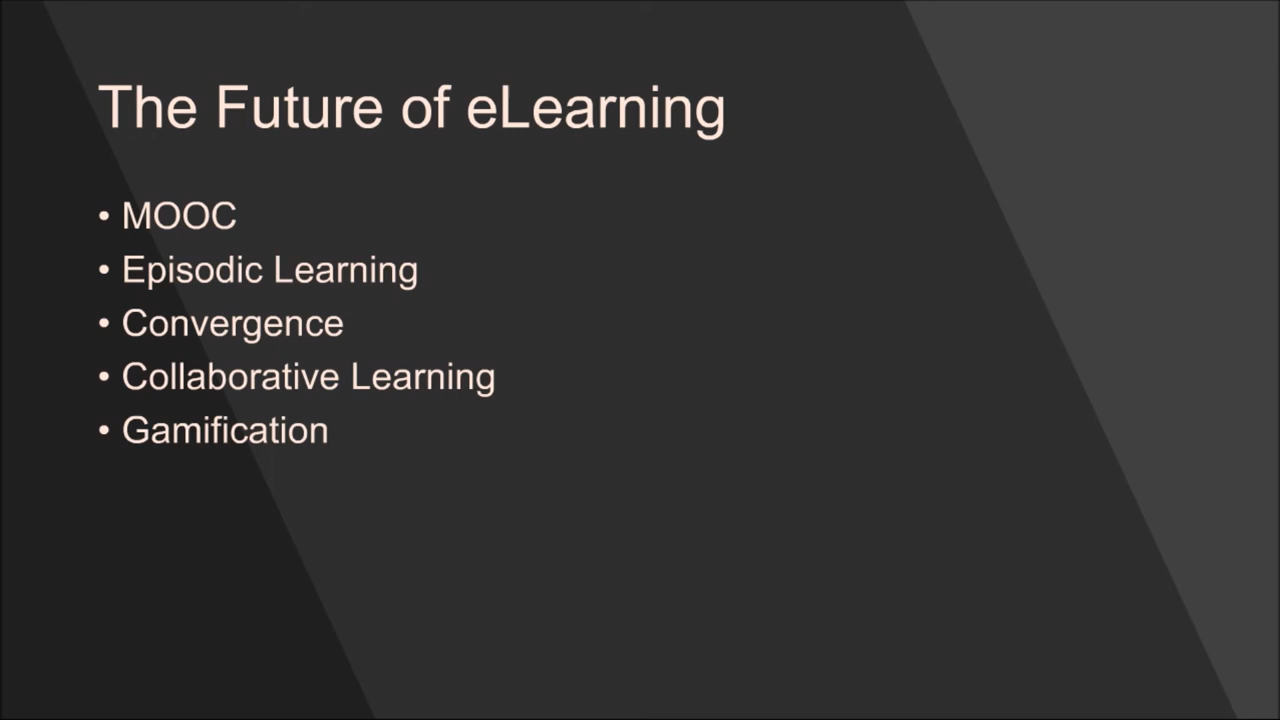 The Future of eLearning
• MOOC
• Episodic Learning
• Convergence
• Collaborative Learning
• Gamification